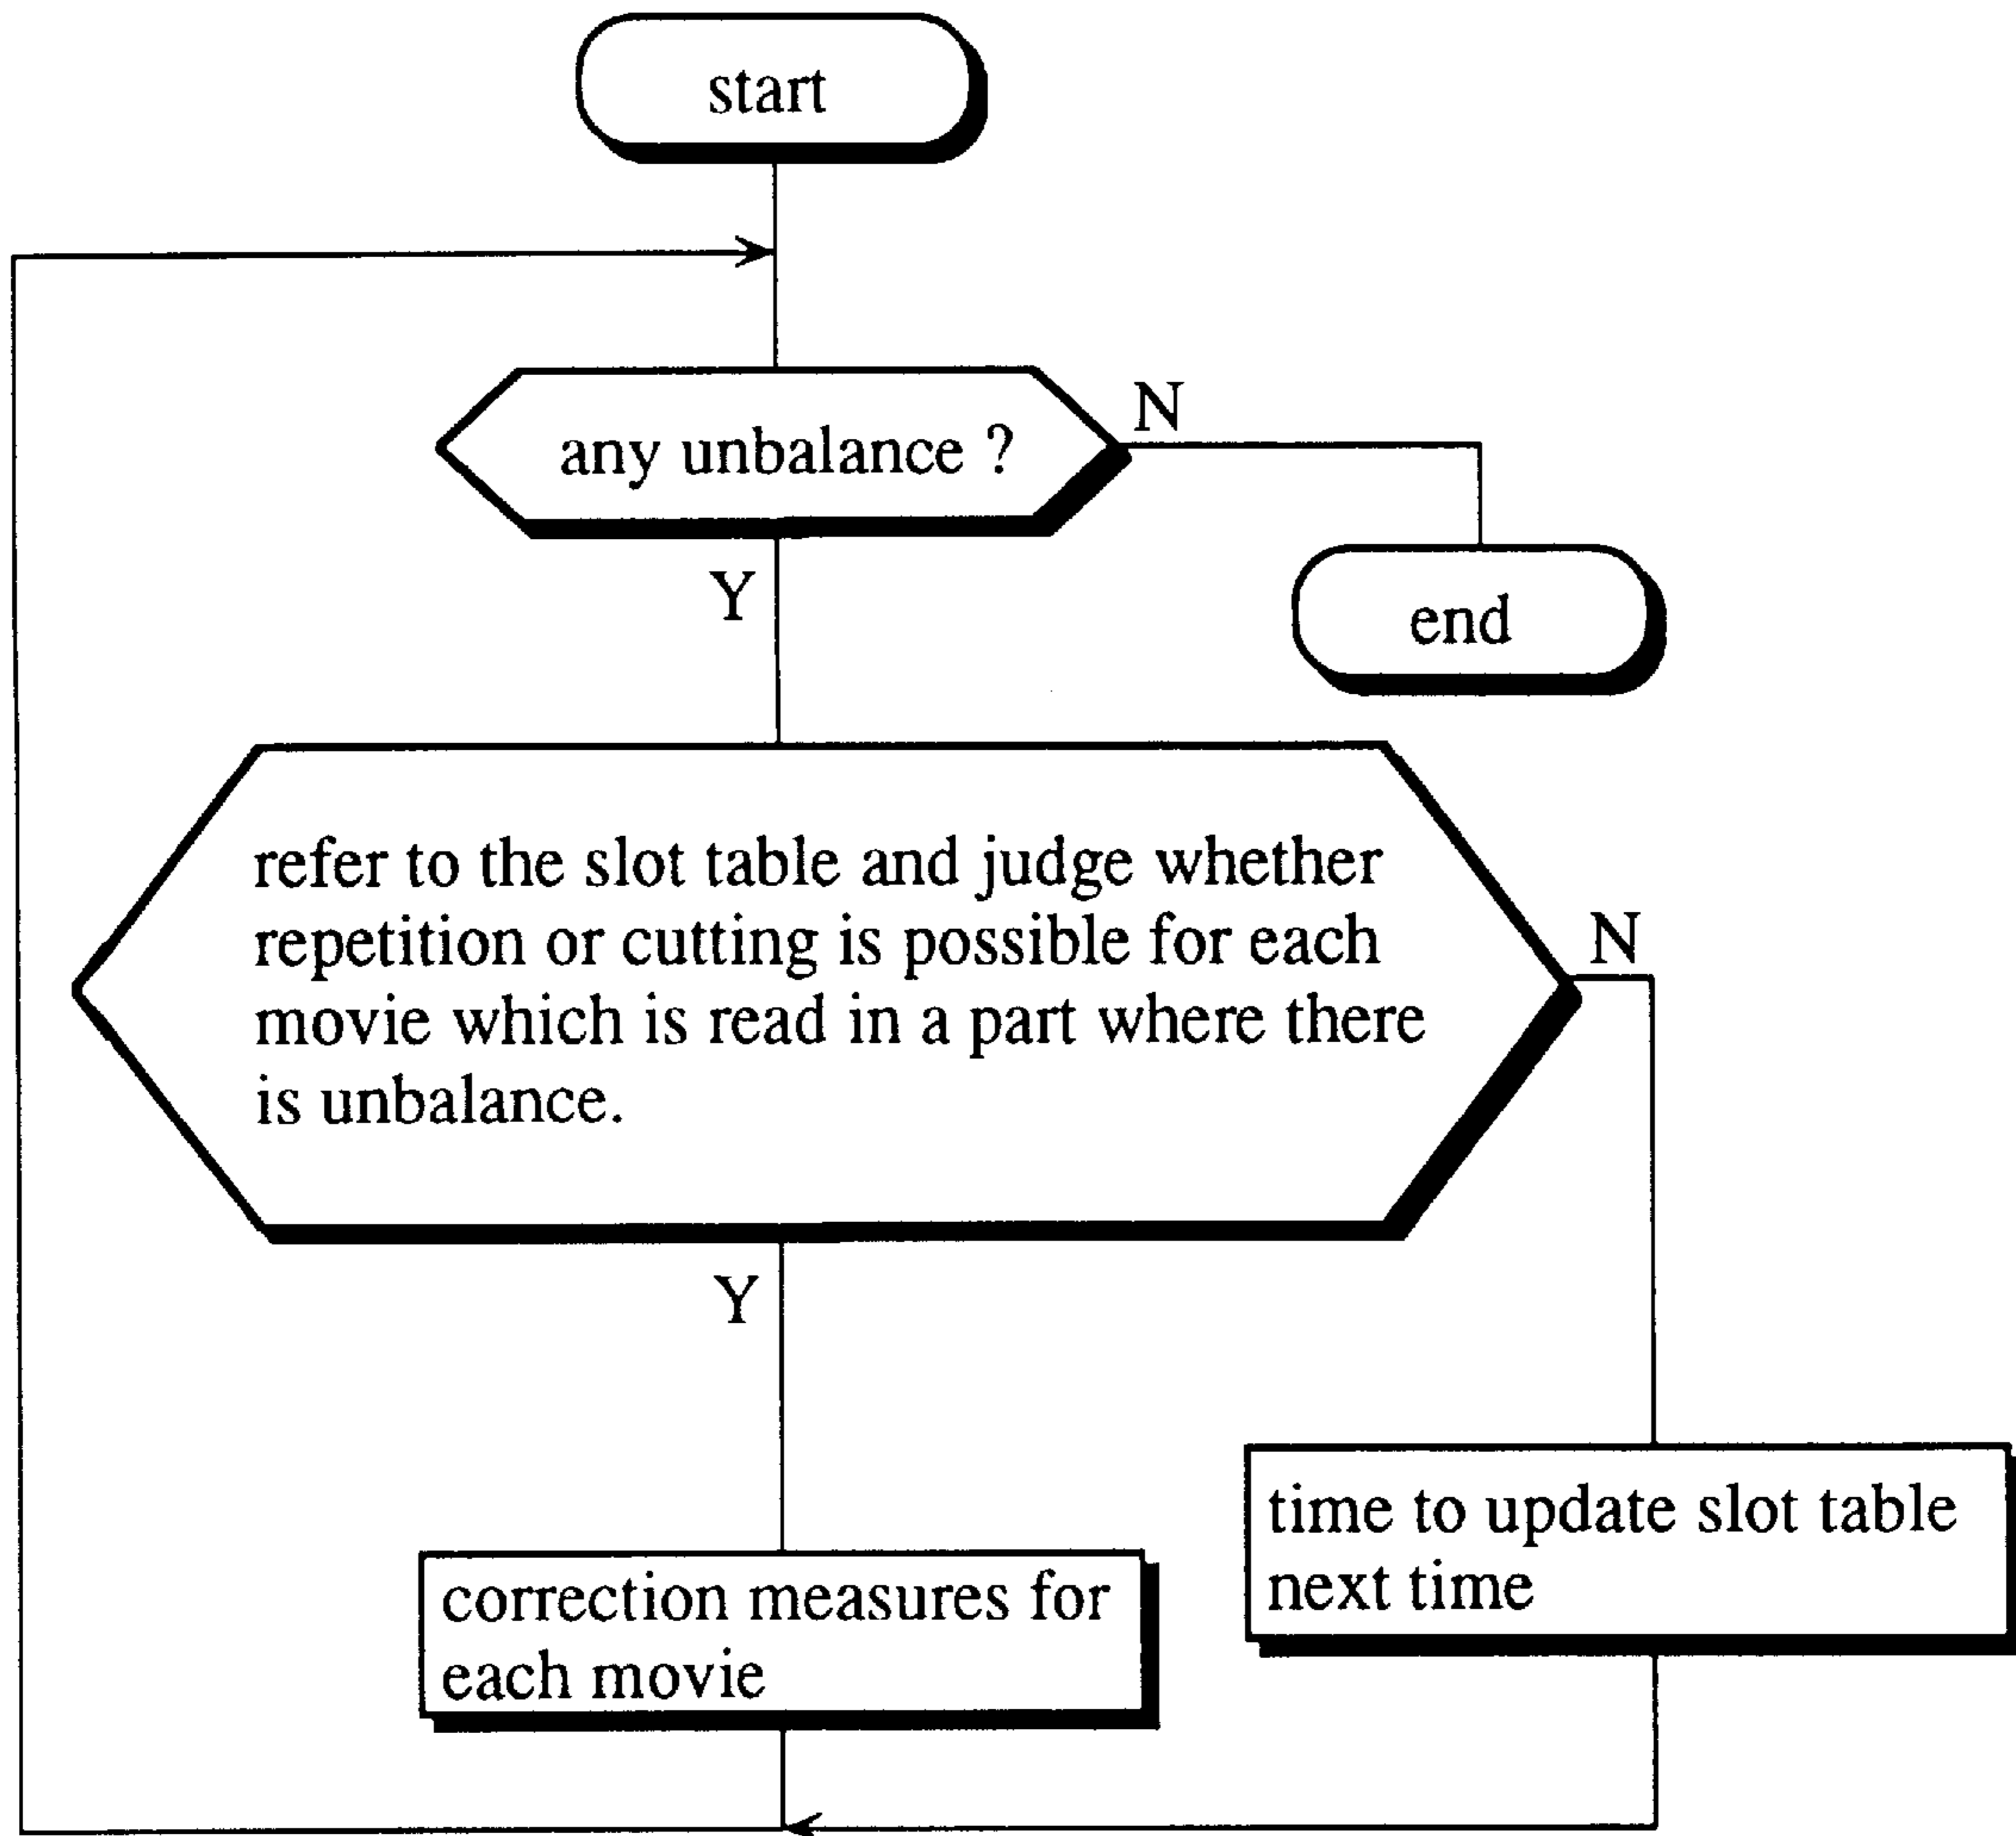 start
any unbalance ?
N
end
Y
refer to the slot table and judge whether
repetition or cutting is possible for each
movie which is read in a part where there
is unbalance.
N
Y
time to update slot table
next time
correction measures for
each movie